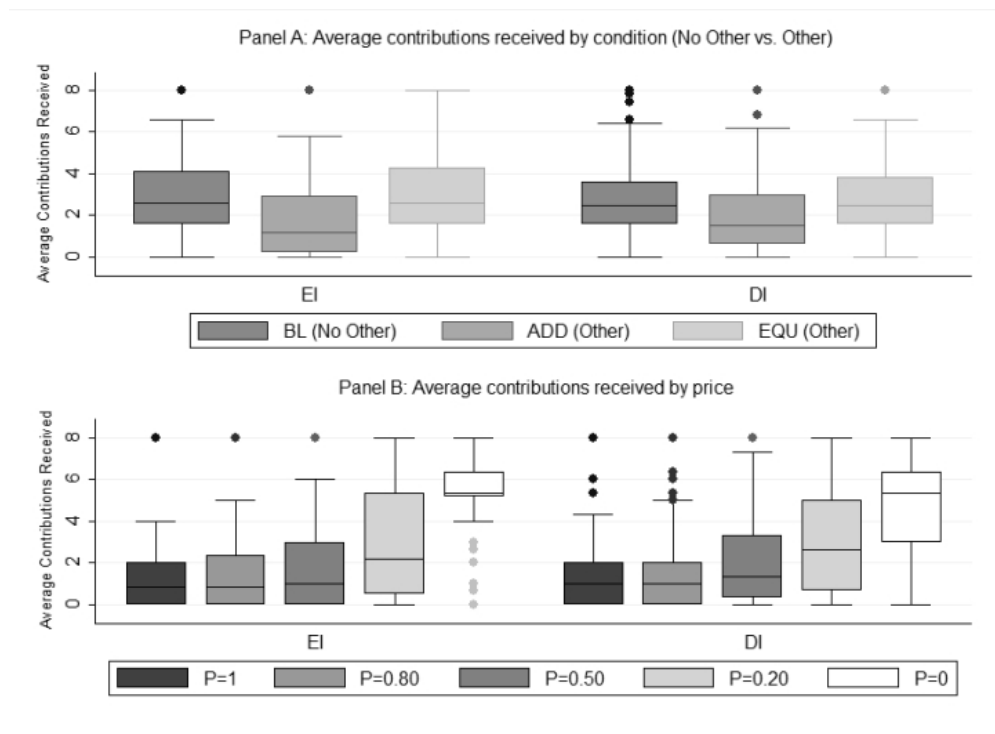 Panel A: Average contributions received by condition (No Other vs. Other)
Average Contributions Received
8
6
4
2
0
EI DI
BL (No Other) ADD (Other) EQU (Other)
Panel B: Average contributions received by price
Average Contributions Received
8
6
4
2
0
EI DI
P=1 P=0.80 P=0.50 P=0.20 P=0